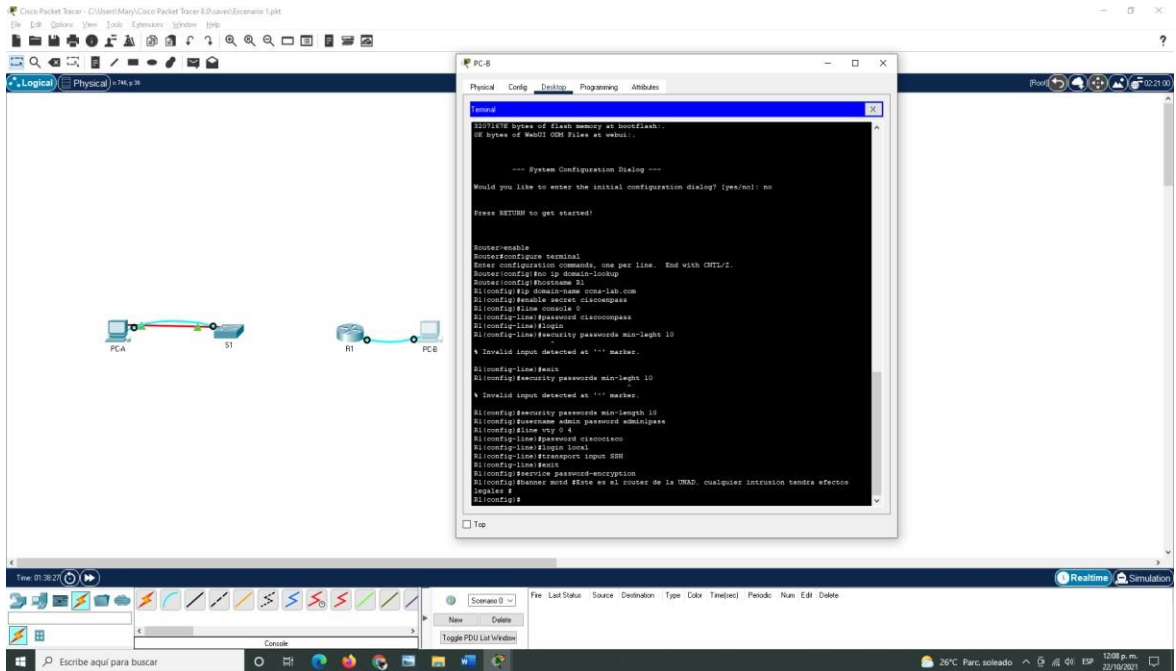 Cisco Packet Tracer - C:\Users\Mary\Cisco Packet Tracer 8.0\saves\Escenario 1.pkt
File Edit Options View Tools Extensions Window Help
?
Logical Physical x: 748, y: 38
[Root] 02:21:00
PC-B
Physical Config Desktop Programming Attributes
Terminal
3207167K bytes of flash memory at bootflash:.
0K bytes of WebUI ODM Files at webui:.
--- System Configuration Dialog ---
Would you like to enter the initial configuration dialog? [yes/no]: no
Press RETURN to get started!
Router>enable
Router#configure terminal
Enter configuration commands, one per line. End with CNTL/Z.
Router(config)#no ip domain-lookup
Router(config)#hostname R1
R1(config)#ip domain-name ccna-lab.com
R1(config)#enable secret ciscoenpass
R1(config)#line console 0
R1(config-line)#password ciscoconpass
R1(config-line)#login
R1(config-line)#security passwords min-leght 10
^
% Invalid input detected at '^' marker.
R1(config-line)#exit
R1(config)#security passwords min-leght 10
^
% Invalid input detected at '^' marker.
R1(config)#security passwords min-length 10
R1(config)#username admin password admin1pass
R1(config)#line vty 0 4
R1(config-line)#password ciscocisco
R1(config-line)#login local
R1(config-line)#transport input SSH
R1(config-line)#exit
R1(config)#service password-encryption
R1(config)#banner motd #Este es el router de la UNAD, cualquier intrusion tendra efectos
legales #
R1(config)#
Top
PC-A S1 R1 PC-B
Time: 01:38:27
Realtime Simulation
Scenario 0
New Delete
Toggle PDU List Window
Fire Last Status Source Destination Type Color Time(sec) Periodic Num Edit Delete
Console
Escribe aquí para buscar
26°C Parc. soleado
ESP
12:08 p. m.
22/10/2021